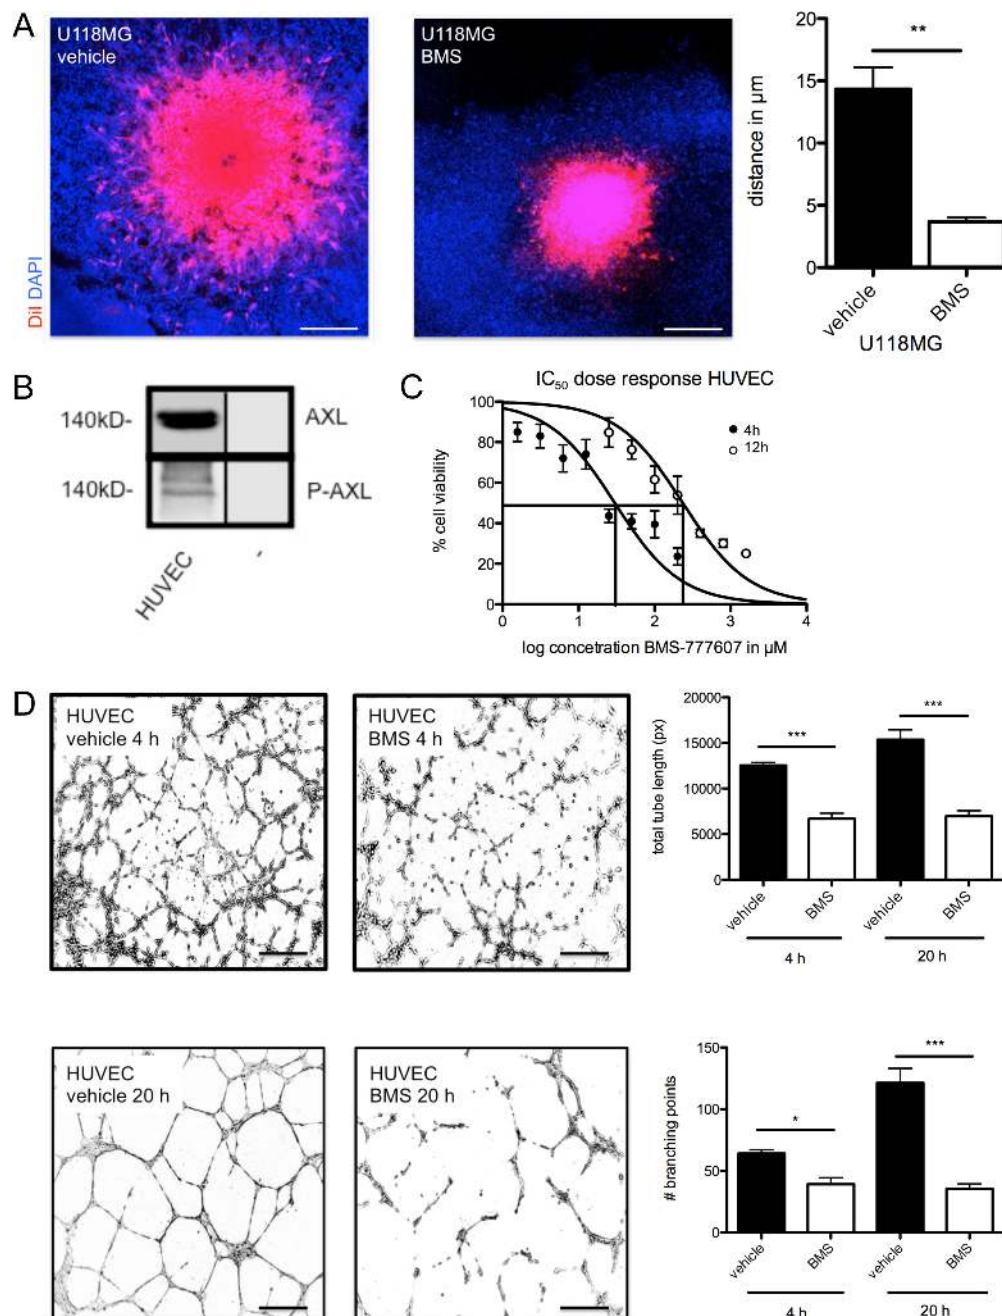 A
U118MG
vehicle
DiI DAPI
U118MG
BMS
distance in µm
20
15
10
5
0
**
vehicle
BMS
U118MG
B
140kD-
AXL
140kD-
P-AXL
HUVEC
-
C
IC₅₀ dose response HUVEC
% cell viability
100
80
60
40
20
0
4h
12h
0 1 2 3 4
log concetration BMS-777607 in µM
D
HUVEC
vehicle 4 h
HUVEC
BMS 4 h
total tube length (px)
20000
15000
10000
5000
0
***
***
vehicle
BMS
vehicle
BMS
4 h
20 h
HUVEC
vehicle 20 h
HUVEC
BMS 20 h
# branching points
150
100
50
0
*
***
vehicle
BMS
vehicle
BMS
4 h
20 h